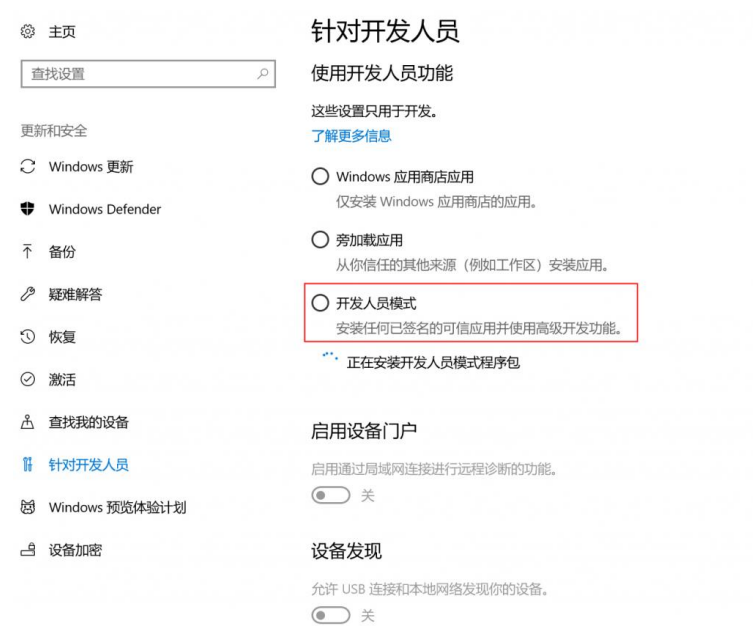 主页
查找设置
更新和安全
Windows 更新
Windows Defender
备份
疑难解答
恢复
激活
查找我的设备
针对开发人员
Windows 预览体验计划
设备加密
针对开发人员
使用开发人员功能
这些设置只用于开发。
了解更多信息
Windows 应用商店应用
仅安装 Windows 应用商店的应用。
旁加载应用
从你信任的其他来源（例如工作区）安装应用。
开发人员模式
安装任何已签名的可信应用并使用高级开发功能。
正在安装开发人员模式程序包
启用设备门户
启用通过局域网连接进行远程诊断的功能。
关
设备发现
允许 USB 连接和本地网络发现你的设备。
关